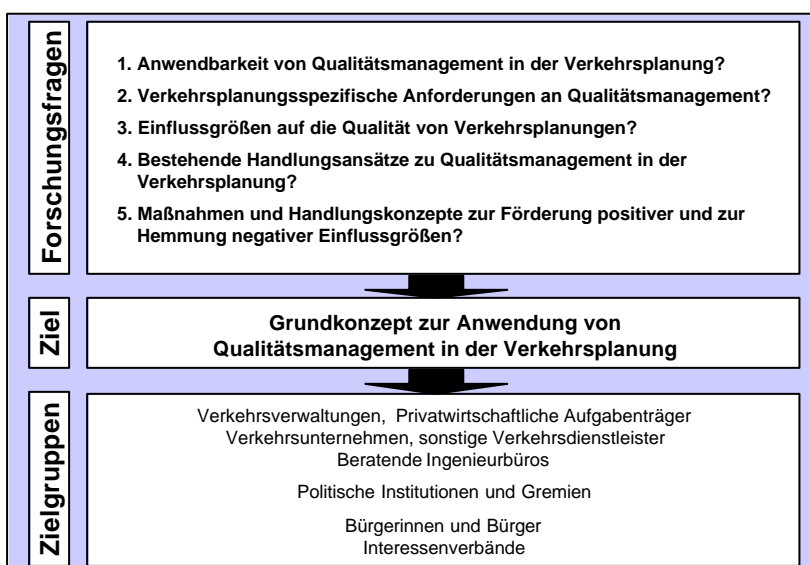 Forschungsfragen
1. Anwendbarkeit von Qualitätsmanagement in der Verkehrsplanung?
2. Verkehrsplanungsspezifische Anforderungen an Qualitätsmanagement?
3. Einflussgrößen auf die Qualität von Verkehrsplanungen?
4. Bestehende Handlungsansätze zu Qualitätsmanagement in der
Verkehrsplanung?
5. Maßnahmen und Handlungskonzepte zur Förderung positiver und zur
Hemmung negativer Einflussgrößen?
Ziel
Grundkonzept zur Anwendung von
Qualitätsmanagement in der Verkehrsplanung
Zielgruppen
Verkehrsverwaltungen, Privatwirtschaftliche Aufgabenträger
Verkehrsunternehmen, sonstige Verkehrsdienstleister
Beratende Ingenieurbüros
Politische Institutionen und Gremien
Bürgerinnen und Bürger
Interessenverbände